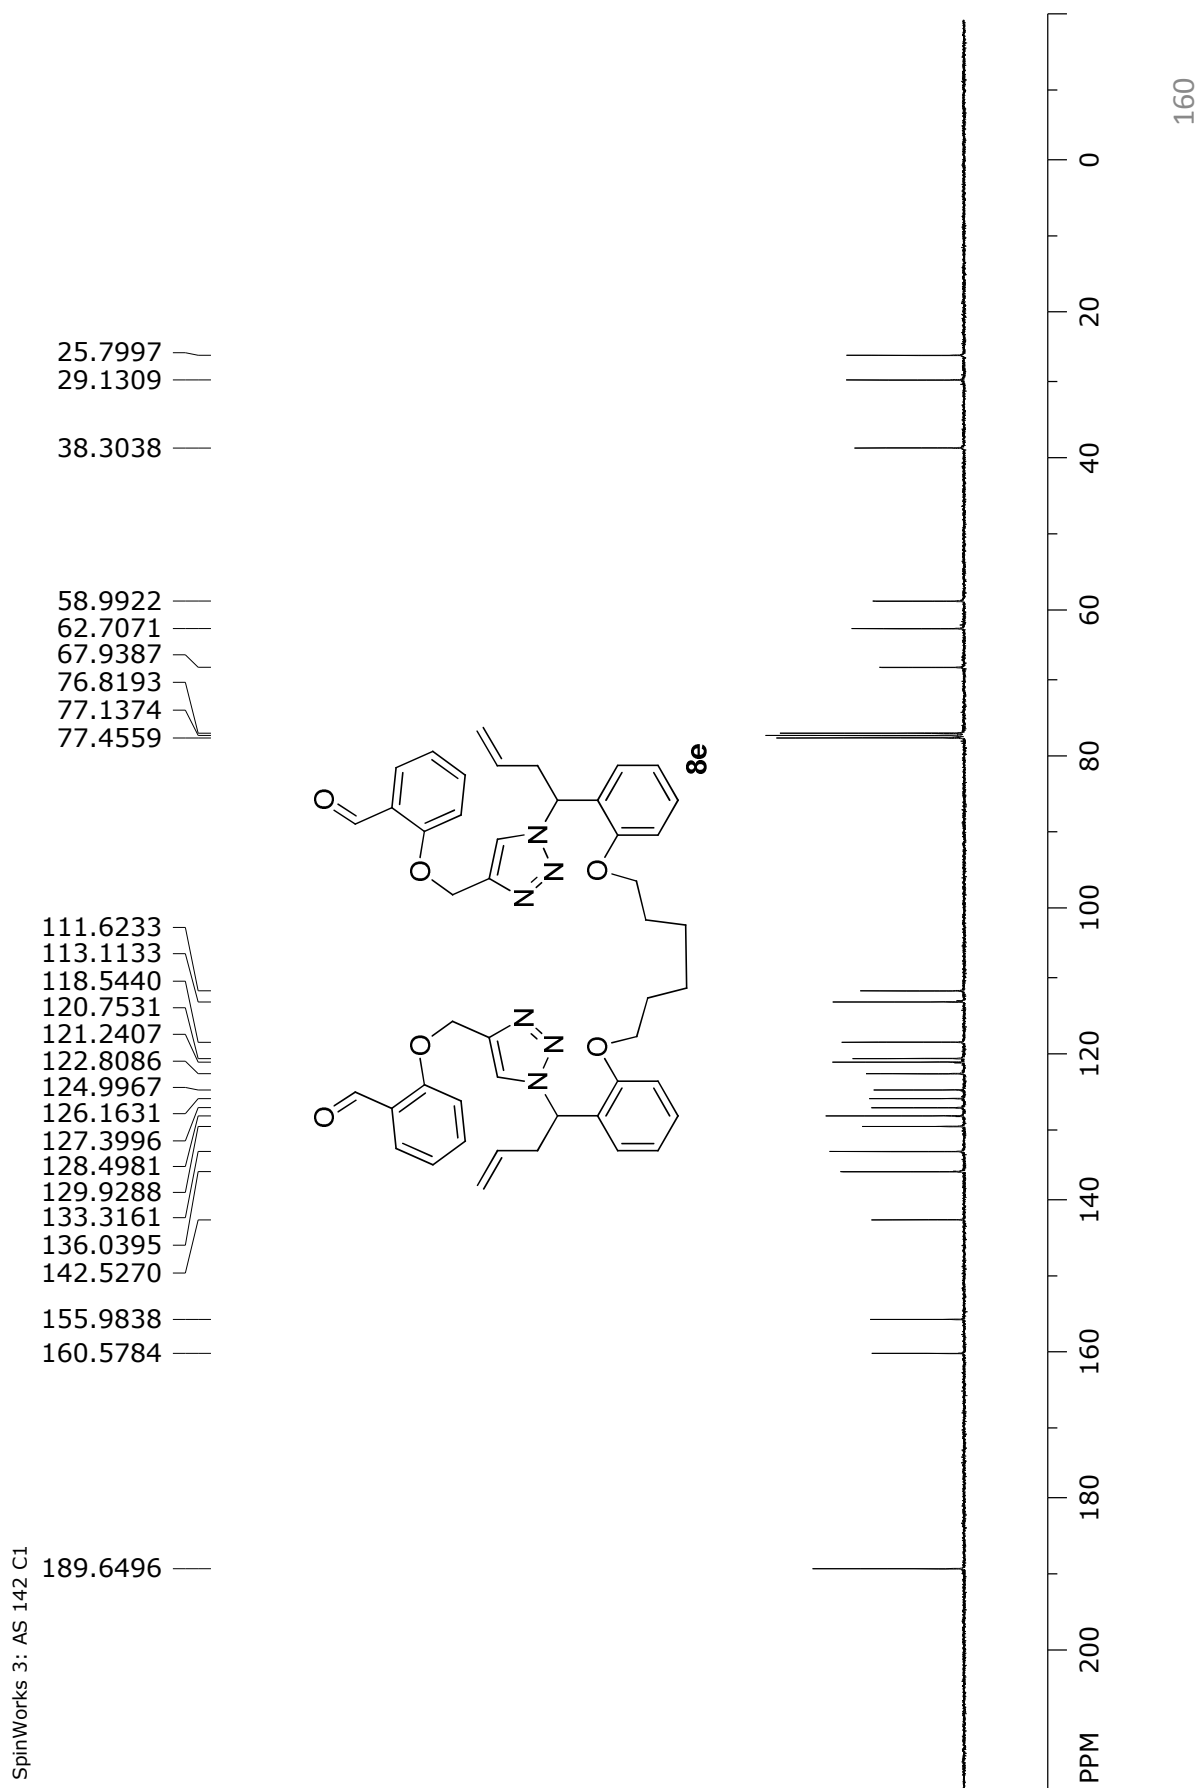 SpinWorks 3: AS 142 C1
25.7997
29.1309
38.3038
58.9922
62.7071
67.9387
76.8193
77.1374
77.4559
111.6233
113.1133
118.5440
120.7531
121.2407
122.8086
124.9967
126.1631
127.3996
128.4981
129.9288
133.3161
136.0395
142.5270
155.9838
160.5784
189.6496
O
O
N
N
N
O
8e
O
O
N
N
N
O
PPM 200 180 160 140 120 100 80 60 40 20 0
160